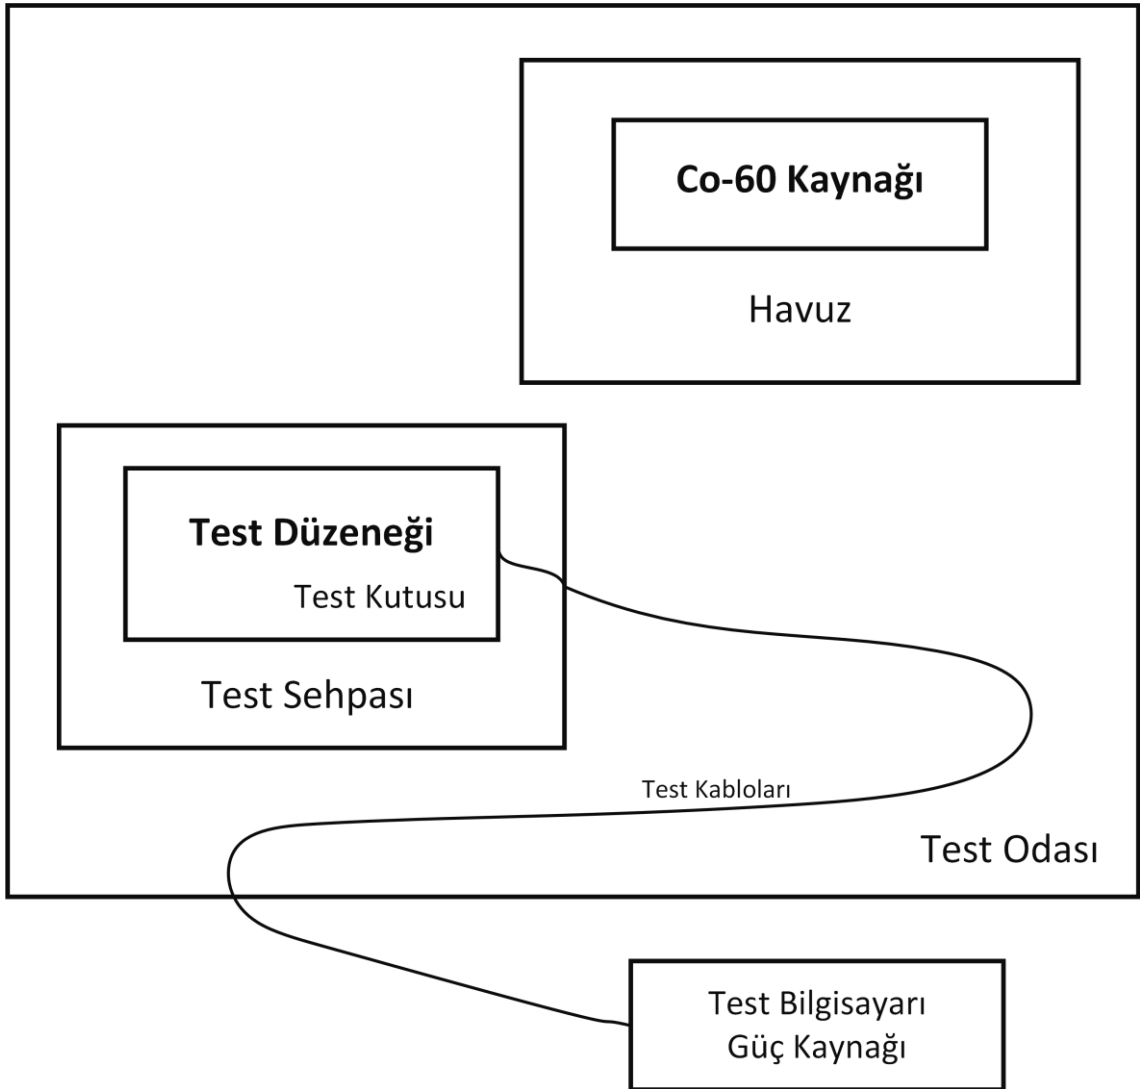 Co-60 Kaynağı
Havuz
Test Düzeneği
Test Kutusu
Test Sehpası
Test Kabloları
Test Odası
Test Bilgisayarı
Güç Kaynağı